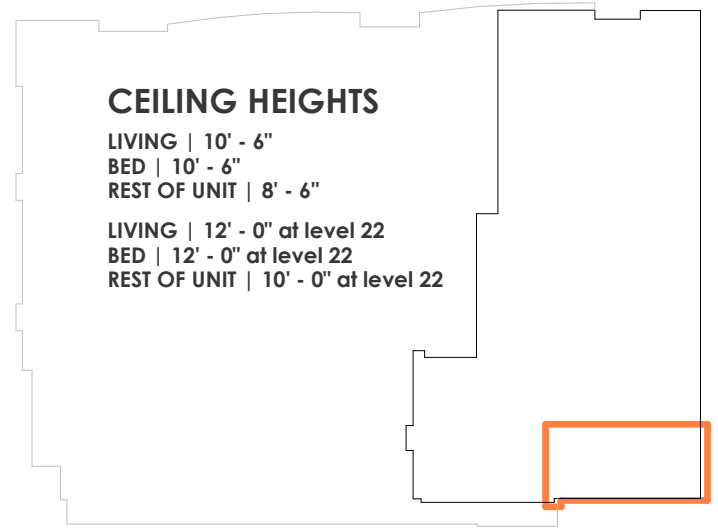 CEILING HEIGHTS
LIVING | 10' - 6"
BED | 10' - 6"
REST OF UNIT | 8' - 6"
LIVING | 12' - 0" at level 22
BED | 12' - 0" at level 22
REST OF UNIT | 10' - 0" at level 22